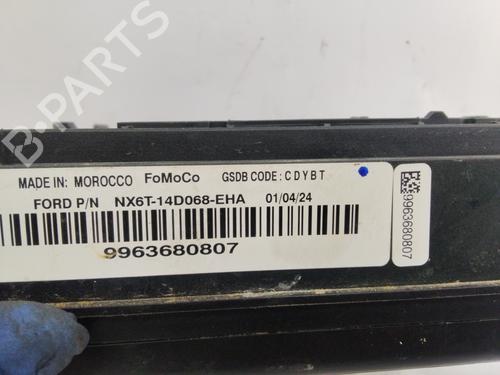 MADE IN: MOROCCO FoMoCo GSDB CODE: CDYBT
FORD P/N NX6T-14D068-EHA 01/04/24
9963680807
9963680807
B-PARTS